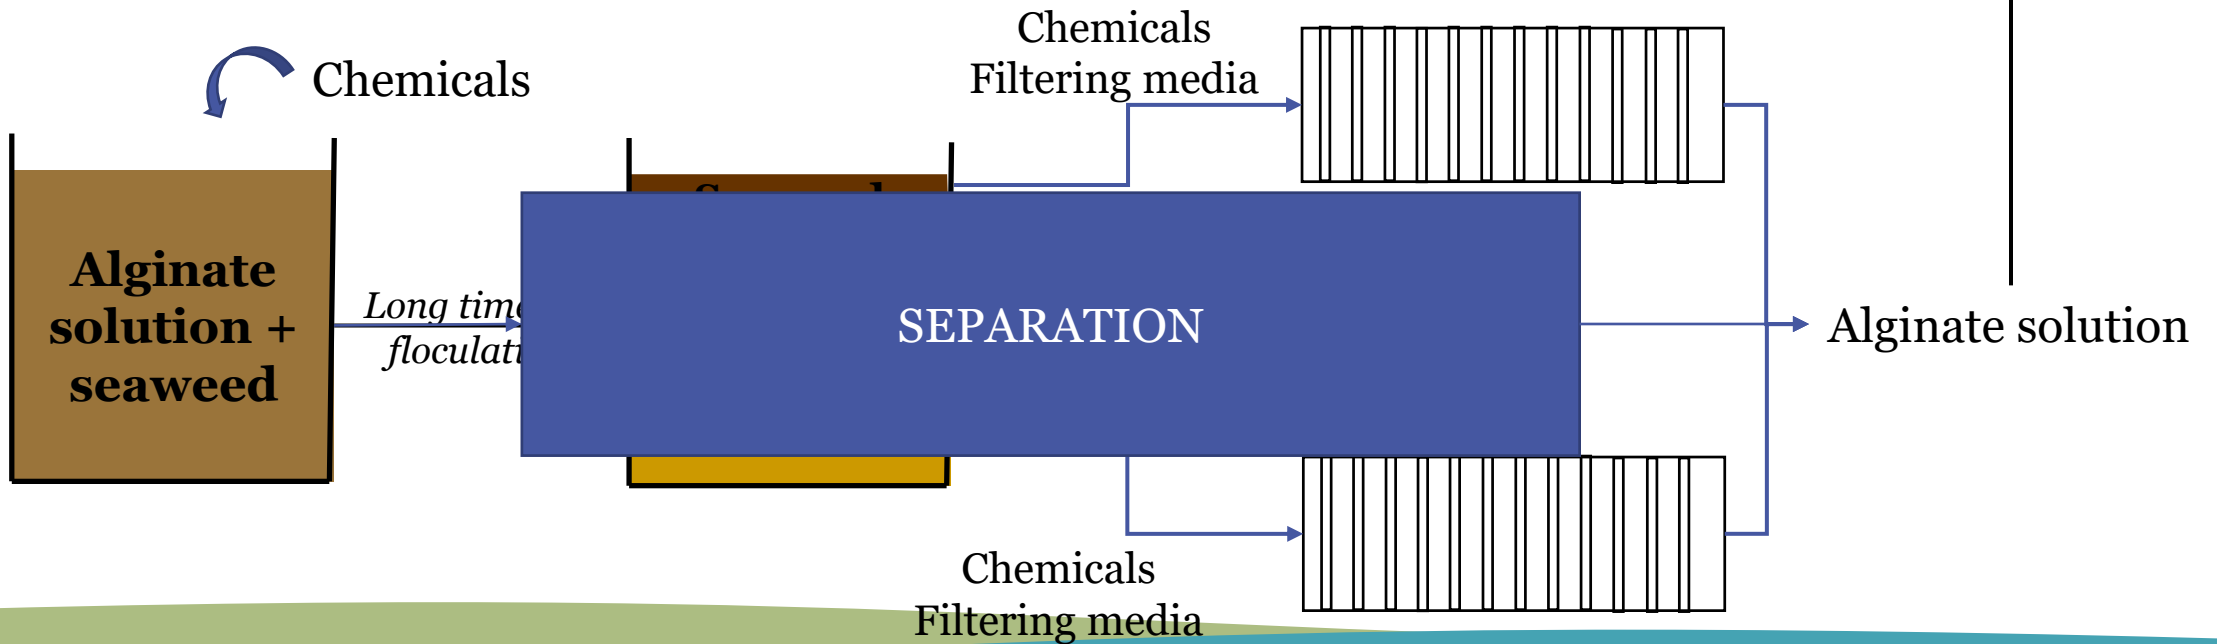 Chemicals
Chemicals
Filtering media
Alginate
solution +
seaweed
Long time
SEPARATION
Alginate solution
Chemicals
Filtering media